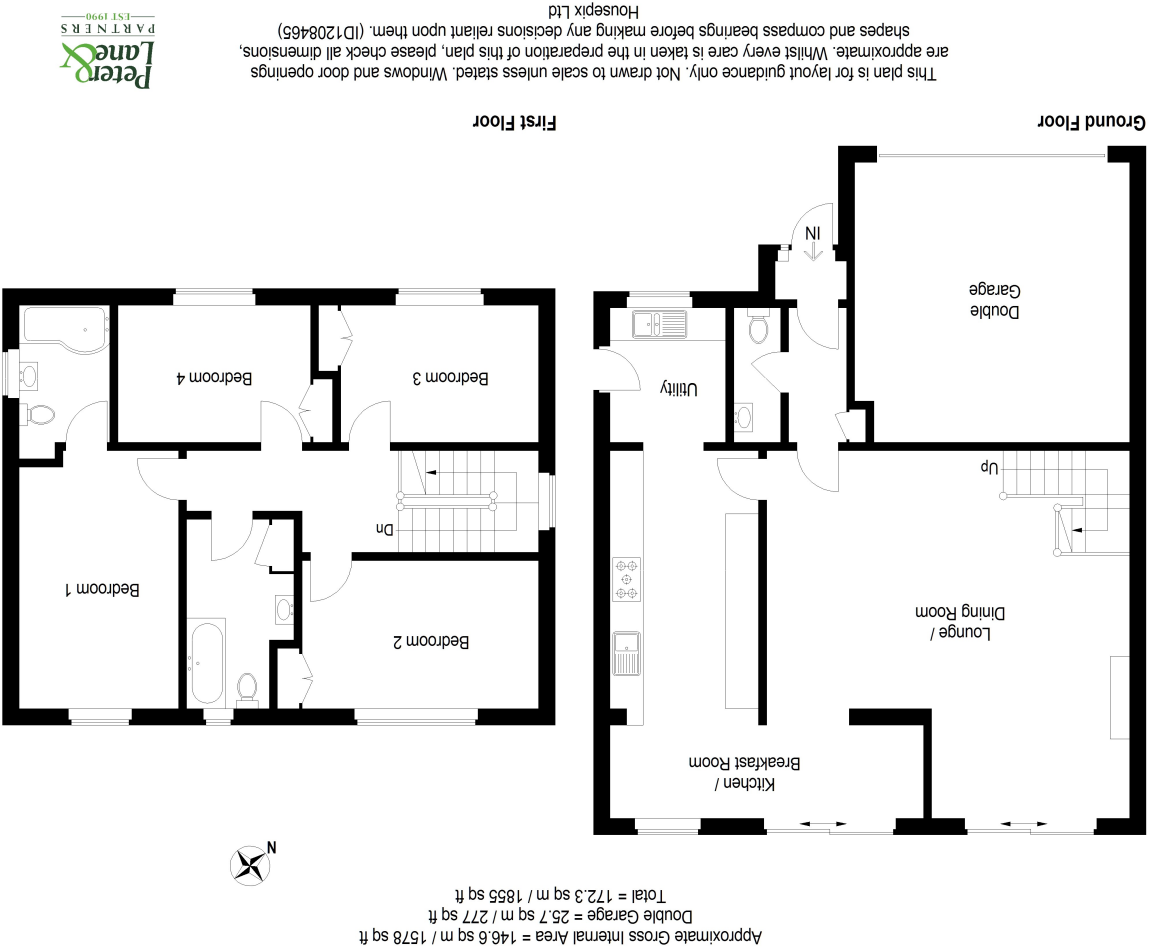 Approximate Gross Internal Area = 146.6 sq m / 1578 sq ft
Double Garage = 25.7 sq m / 277 sq ft
Total = 172.3 sq m / 1855 sq ft
N
Kitchen /
Breakfast Room
Lounge /
Dining Room
Up
Utility
Double
Garage
IN
Ground Floor
Bedroom 2
Bedroom 1
Dn
Bedroom 3
Bedroom 4
First Floor
This plan is for layout guidance only. Not drawn to scale unless stated. Windows and door openings
are approximate. Whilst every care is taken in the preparation of this plan, please check all dimensions,
shapes and compass bearings before making any decisions reliant upon them. (ID1208465)
Housepix Ltd
Peter
&Lane
PARTNERS
EST 1990